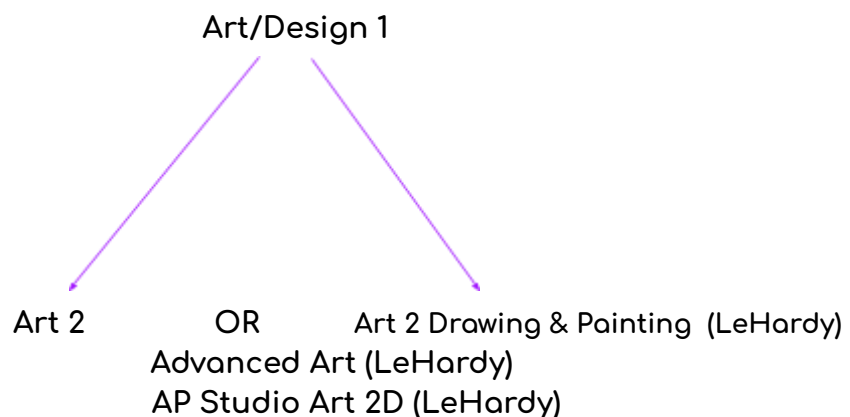 Art/Design 1
Art 2 OR Art 2 Drawing & Painting (LeHardy)
Advanced Art (LeHardy)
AP Studio Art 2D (LeHardy)